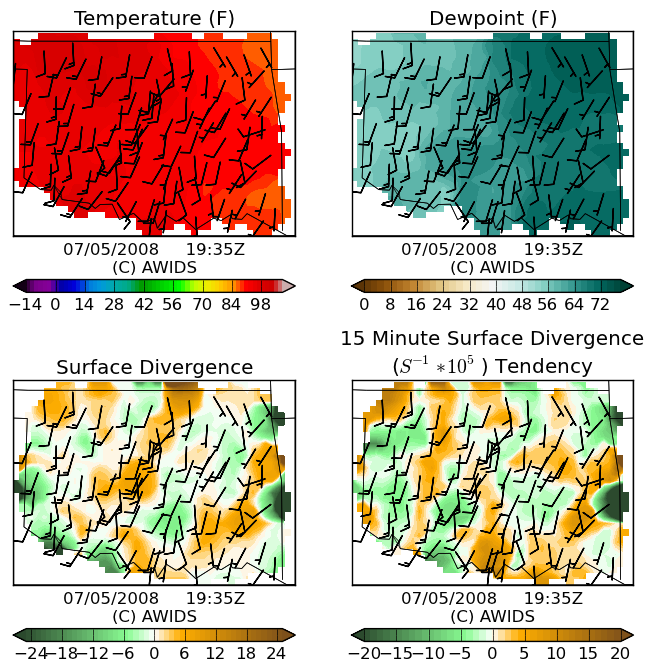 Temperature (F)
Dewpoint (F)
07/05/2008 19:35Z
(C) AWIDS
07/05/2008 19:35Z
(C) AWIDS
−14 0 14 28 42 56 70 84 98
0 8 16 24 32 40 48 56 64 72
Surface Divergence
15 Minute Surface Divergence
(S⁻¹ *10⁵ ) Tendency
07/05/2008 19:35Z
(C) AWIDS
07/05/2008 19:35Z
(C) AWIDS
−24 −18 −12 −6 0 6 12 18 24
−20 −15 −10 −5 0 5 10 15 20